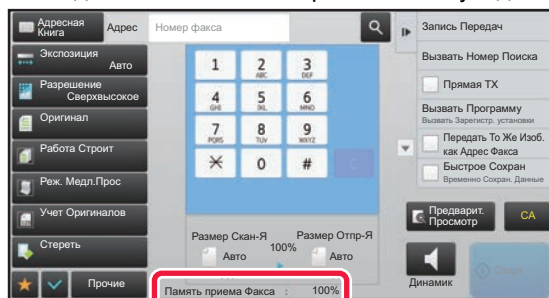 Адресная
Книга
Адрес
Номер факса
Экспозиция
Авто
Разрешение
Сверхвысокое
Оригинал
Работа Строит
Реж. Медл.Прос
Учет Оригиналов
Стереть
Прочие
1
2
ABC
3
DEF
4
GHI
5
JKL
6
MNO
7
PQRS
8
TUV
9
WXYZ
0
#
C
Размер Скан-Я
100%
Размер Отпр-Я
Авто
Авто
Память приема Факса : 100%
Запись Передач
Вызвать Номер Поиска
Прямая TX
Вызвать Программу
Вызвать Зарегистр. установки
Передать То Же Изоб.
как Адрес Факса
Быстрое Сохран
Временно Сохран. Данные
Предварит.
Просмотр
CA
Динамик
Старт